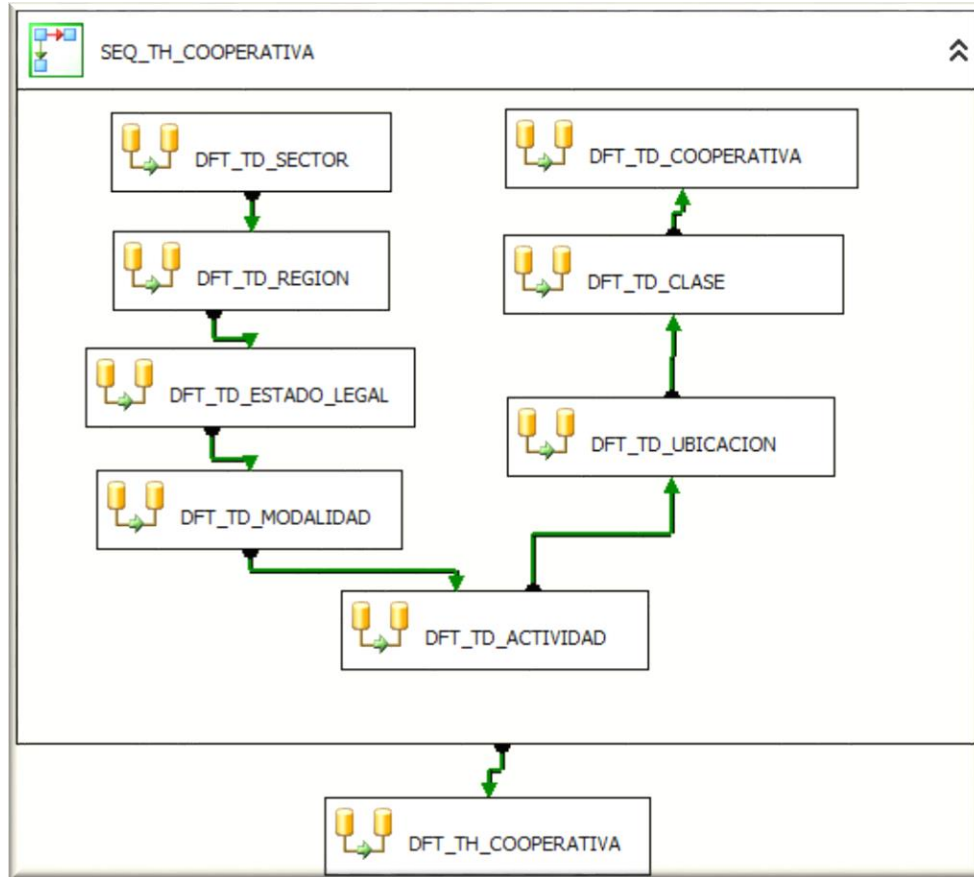 SEQ_TH_COOPERATIVA
DFT_TD_SECTOR
DFT_TD_REGION
DFT_TD_ESTADO_LEGAL
DFT_TD_MODALIDAD
DFT_TD_ACTIVIDAD
DFT_TD_UBICACION
DFT_TD_CLASE
DFT_TD_COOPERATIVA
DFT_TH_COOPERATIVA